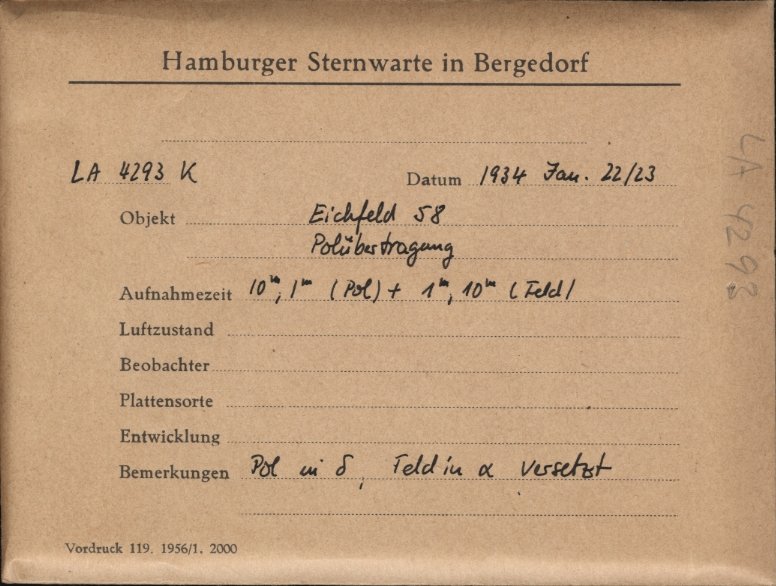 Hamburger Sternwarte in Bergedorf
LA 4293 K Datum 1934 Jan. 22/23
Objekt Eichfeld 58
Polübertragung
Aufnahmezeit 10ᵐ, 1ᵐ (Pol) + 1ᵐ, 10ᵐ (Feld)
Luftzustand
Beobachter
Plattensorte
Entwicklung
Bemerkungen Pol in δ, Feld in α versetzt
Vordruck 119. 1956/1. 2000
LA 4293